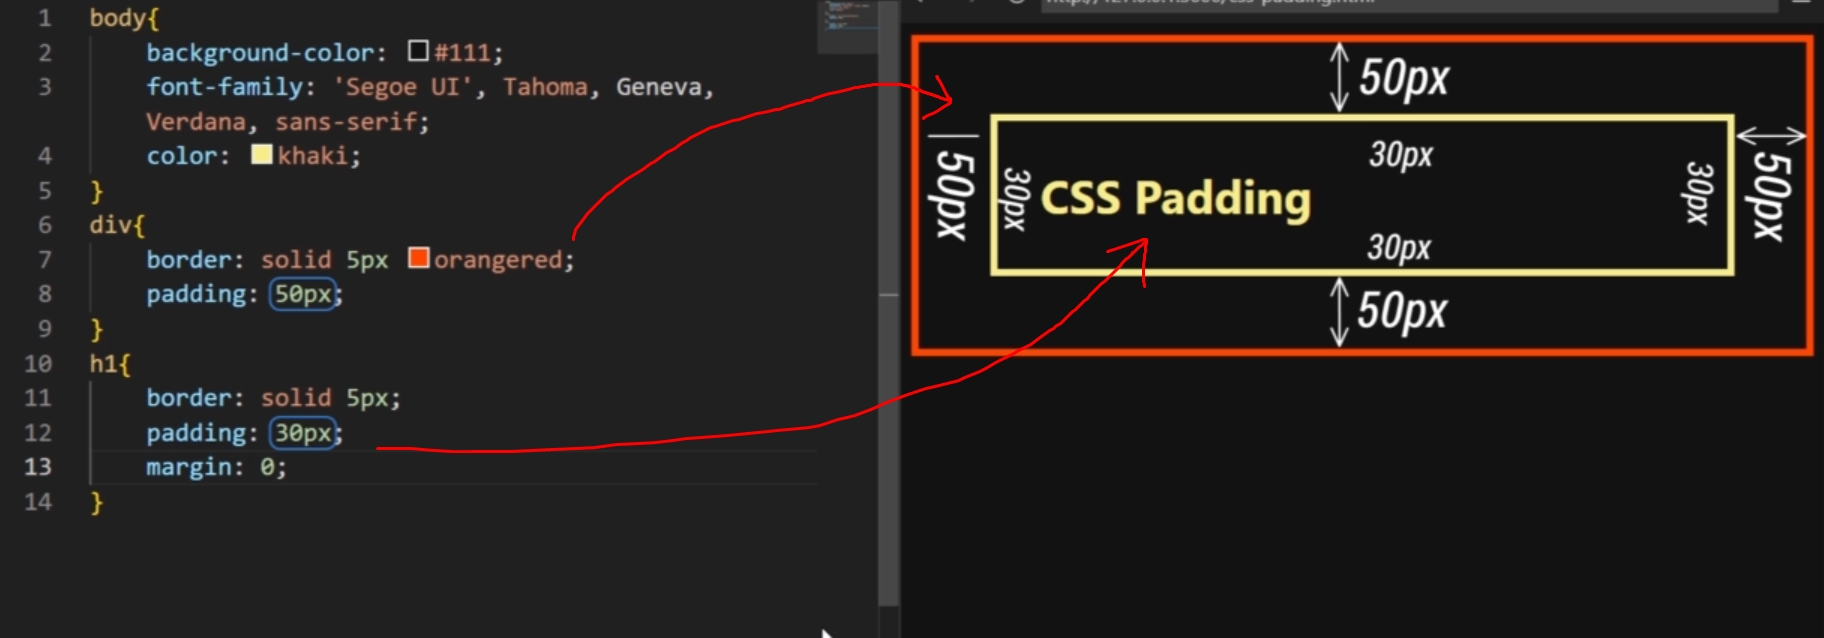 1 body{
2 background-color: #111;
3 font-family: 'Segoe UI', Tahoma, Geneva,
Verdana, sans-serif;
4 color: khaki;
5 }
6 div{
7 border: solid 5px orangered;
8 padding: 50px;
9 }
10 h1{
11 border: solid 5px;
12 padding: 30px;
13 margin: 0;
14 }
50px
30px
50px
30px
CSS Padding
30px
50px
30px
50px